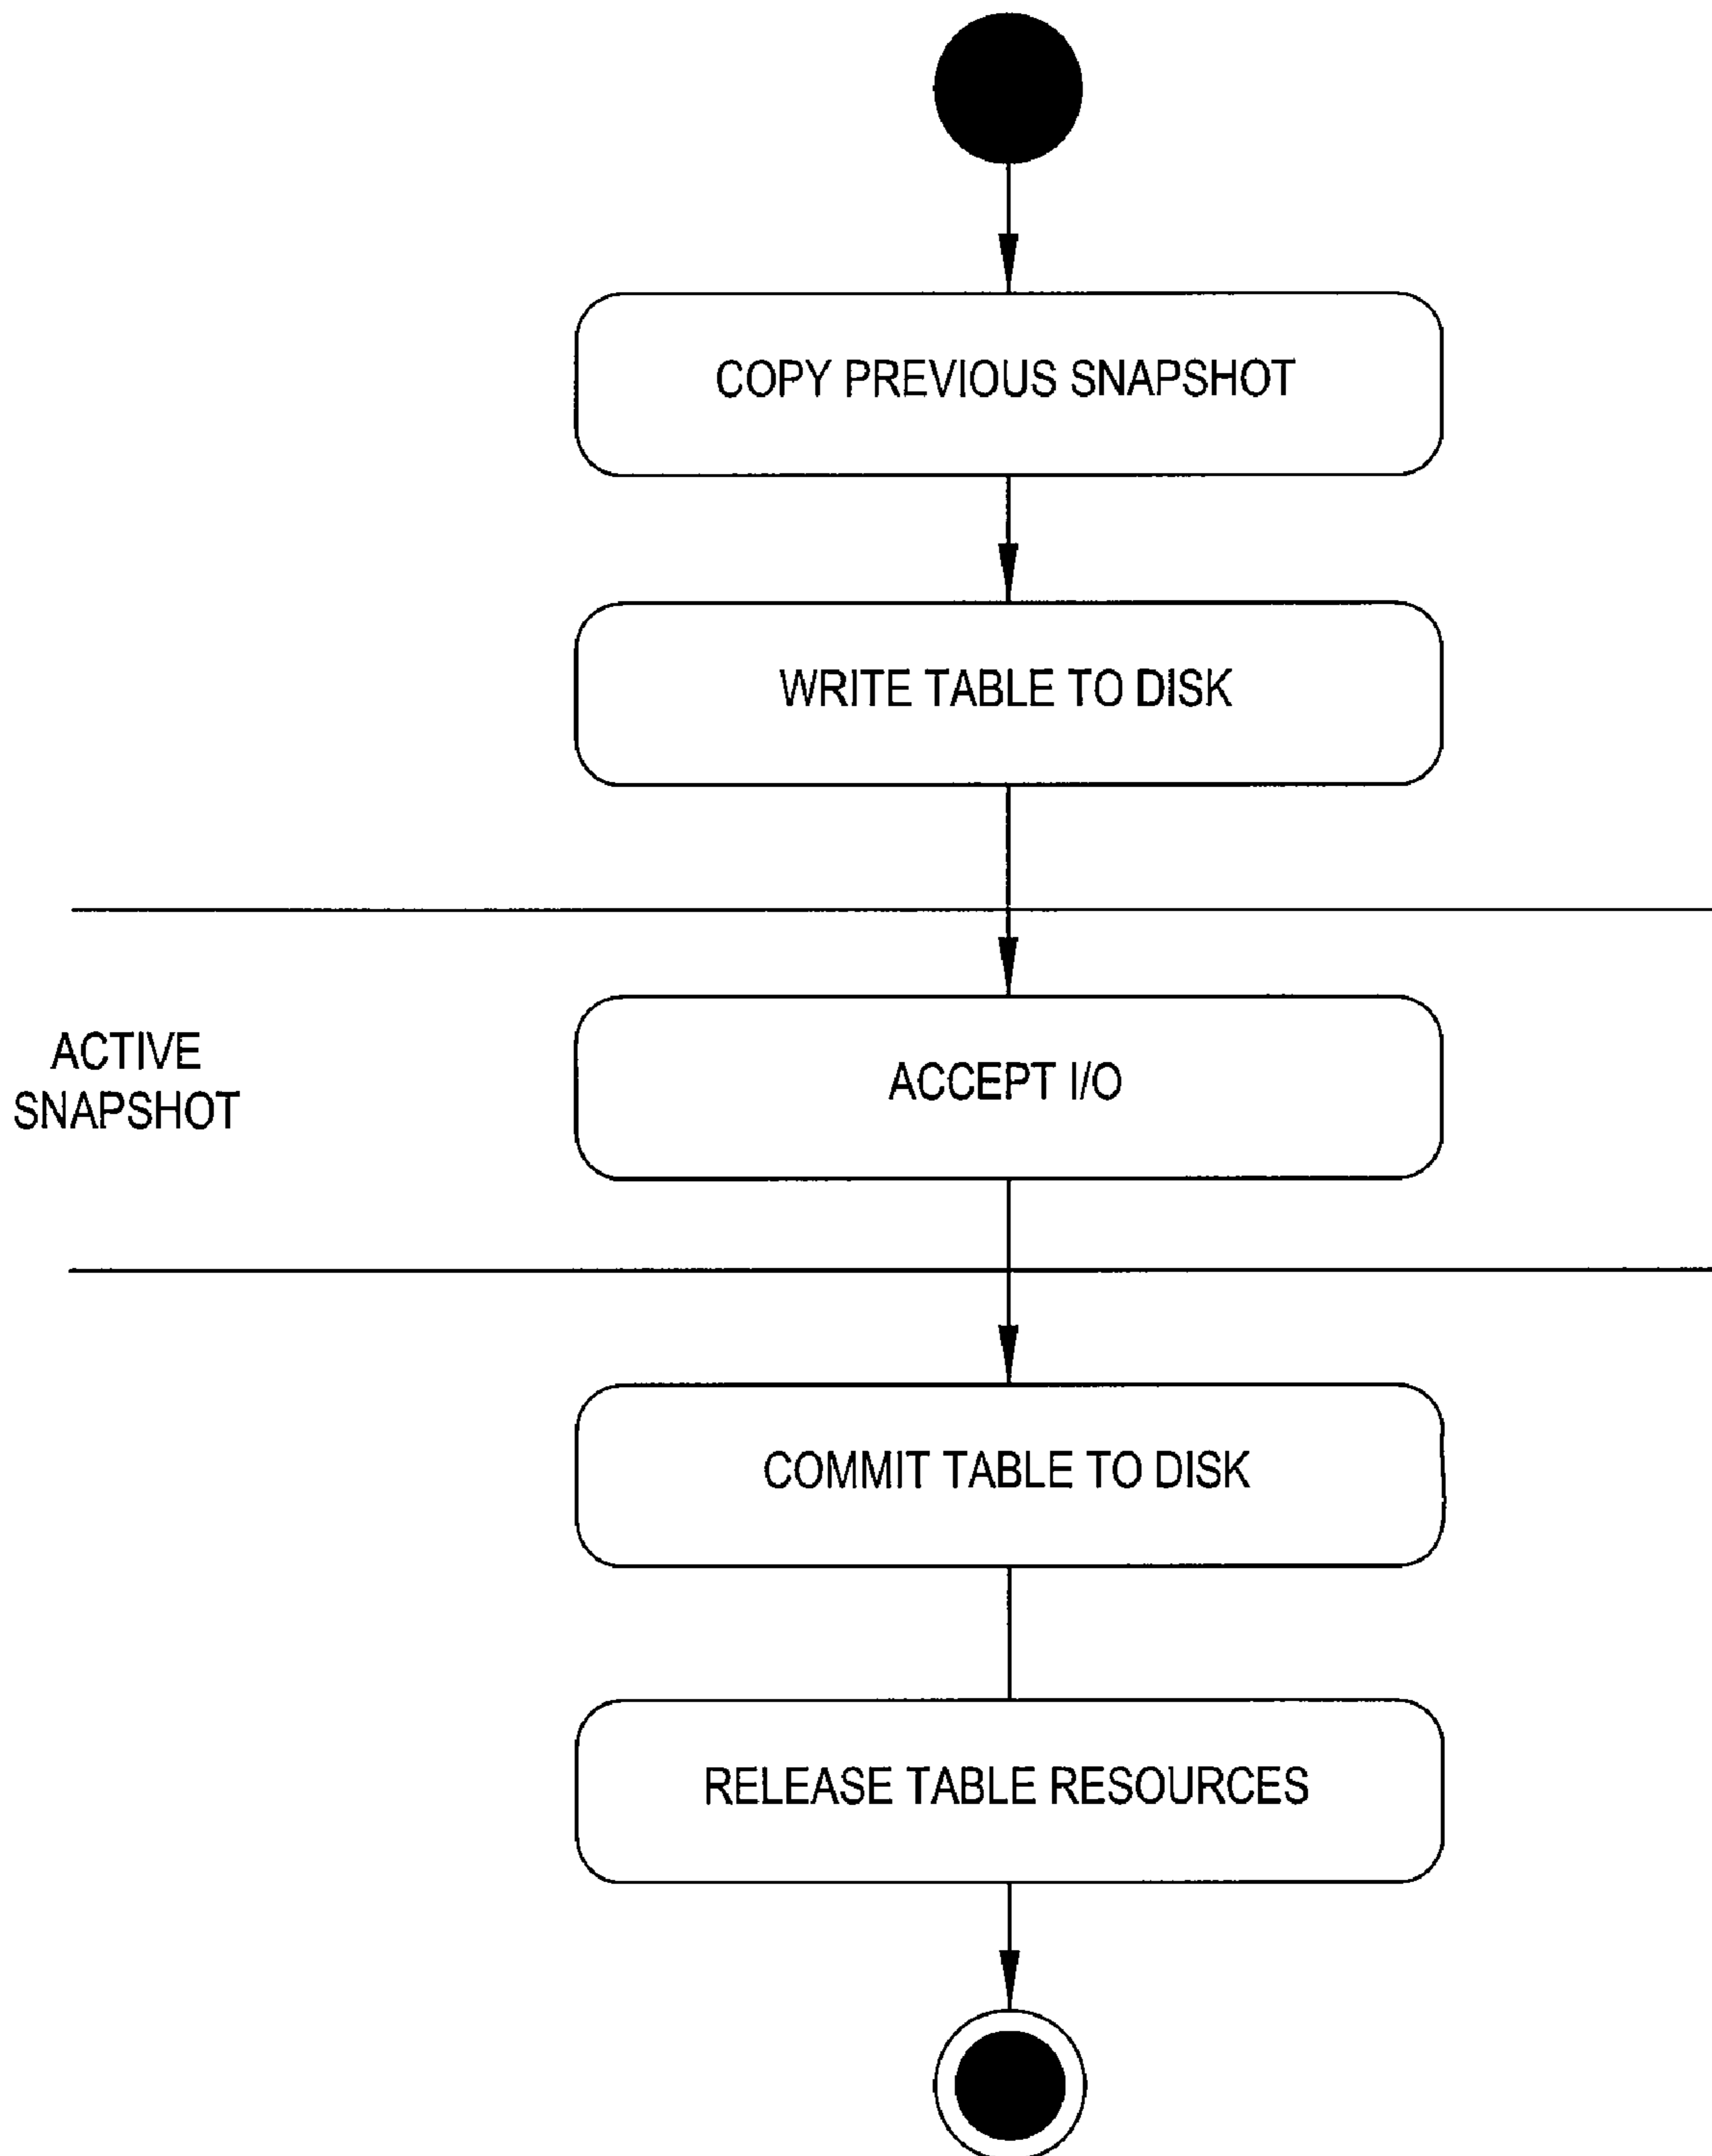 COPY PREVIOUS SNAPSHOT
WRITE TABLE TO DISK
ACTIVE
SNAPSHOT
ACCEPT I/O
COMMIT TABLE TO DISK
RELEASE TABLE RESOURCES